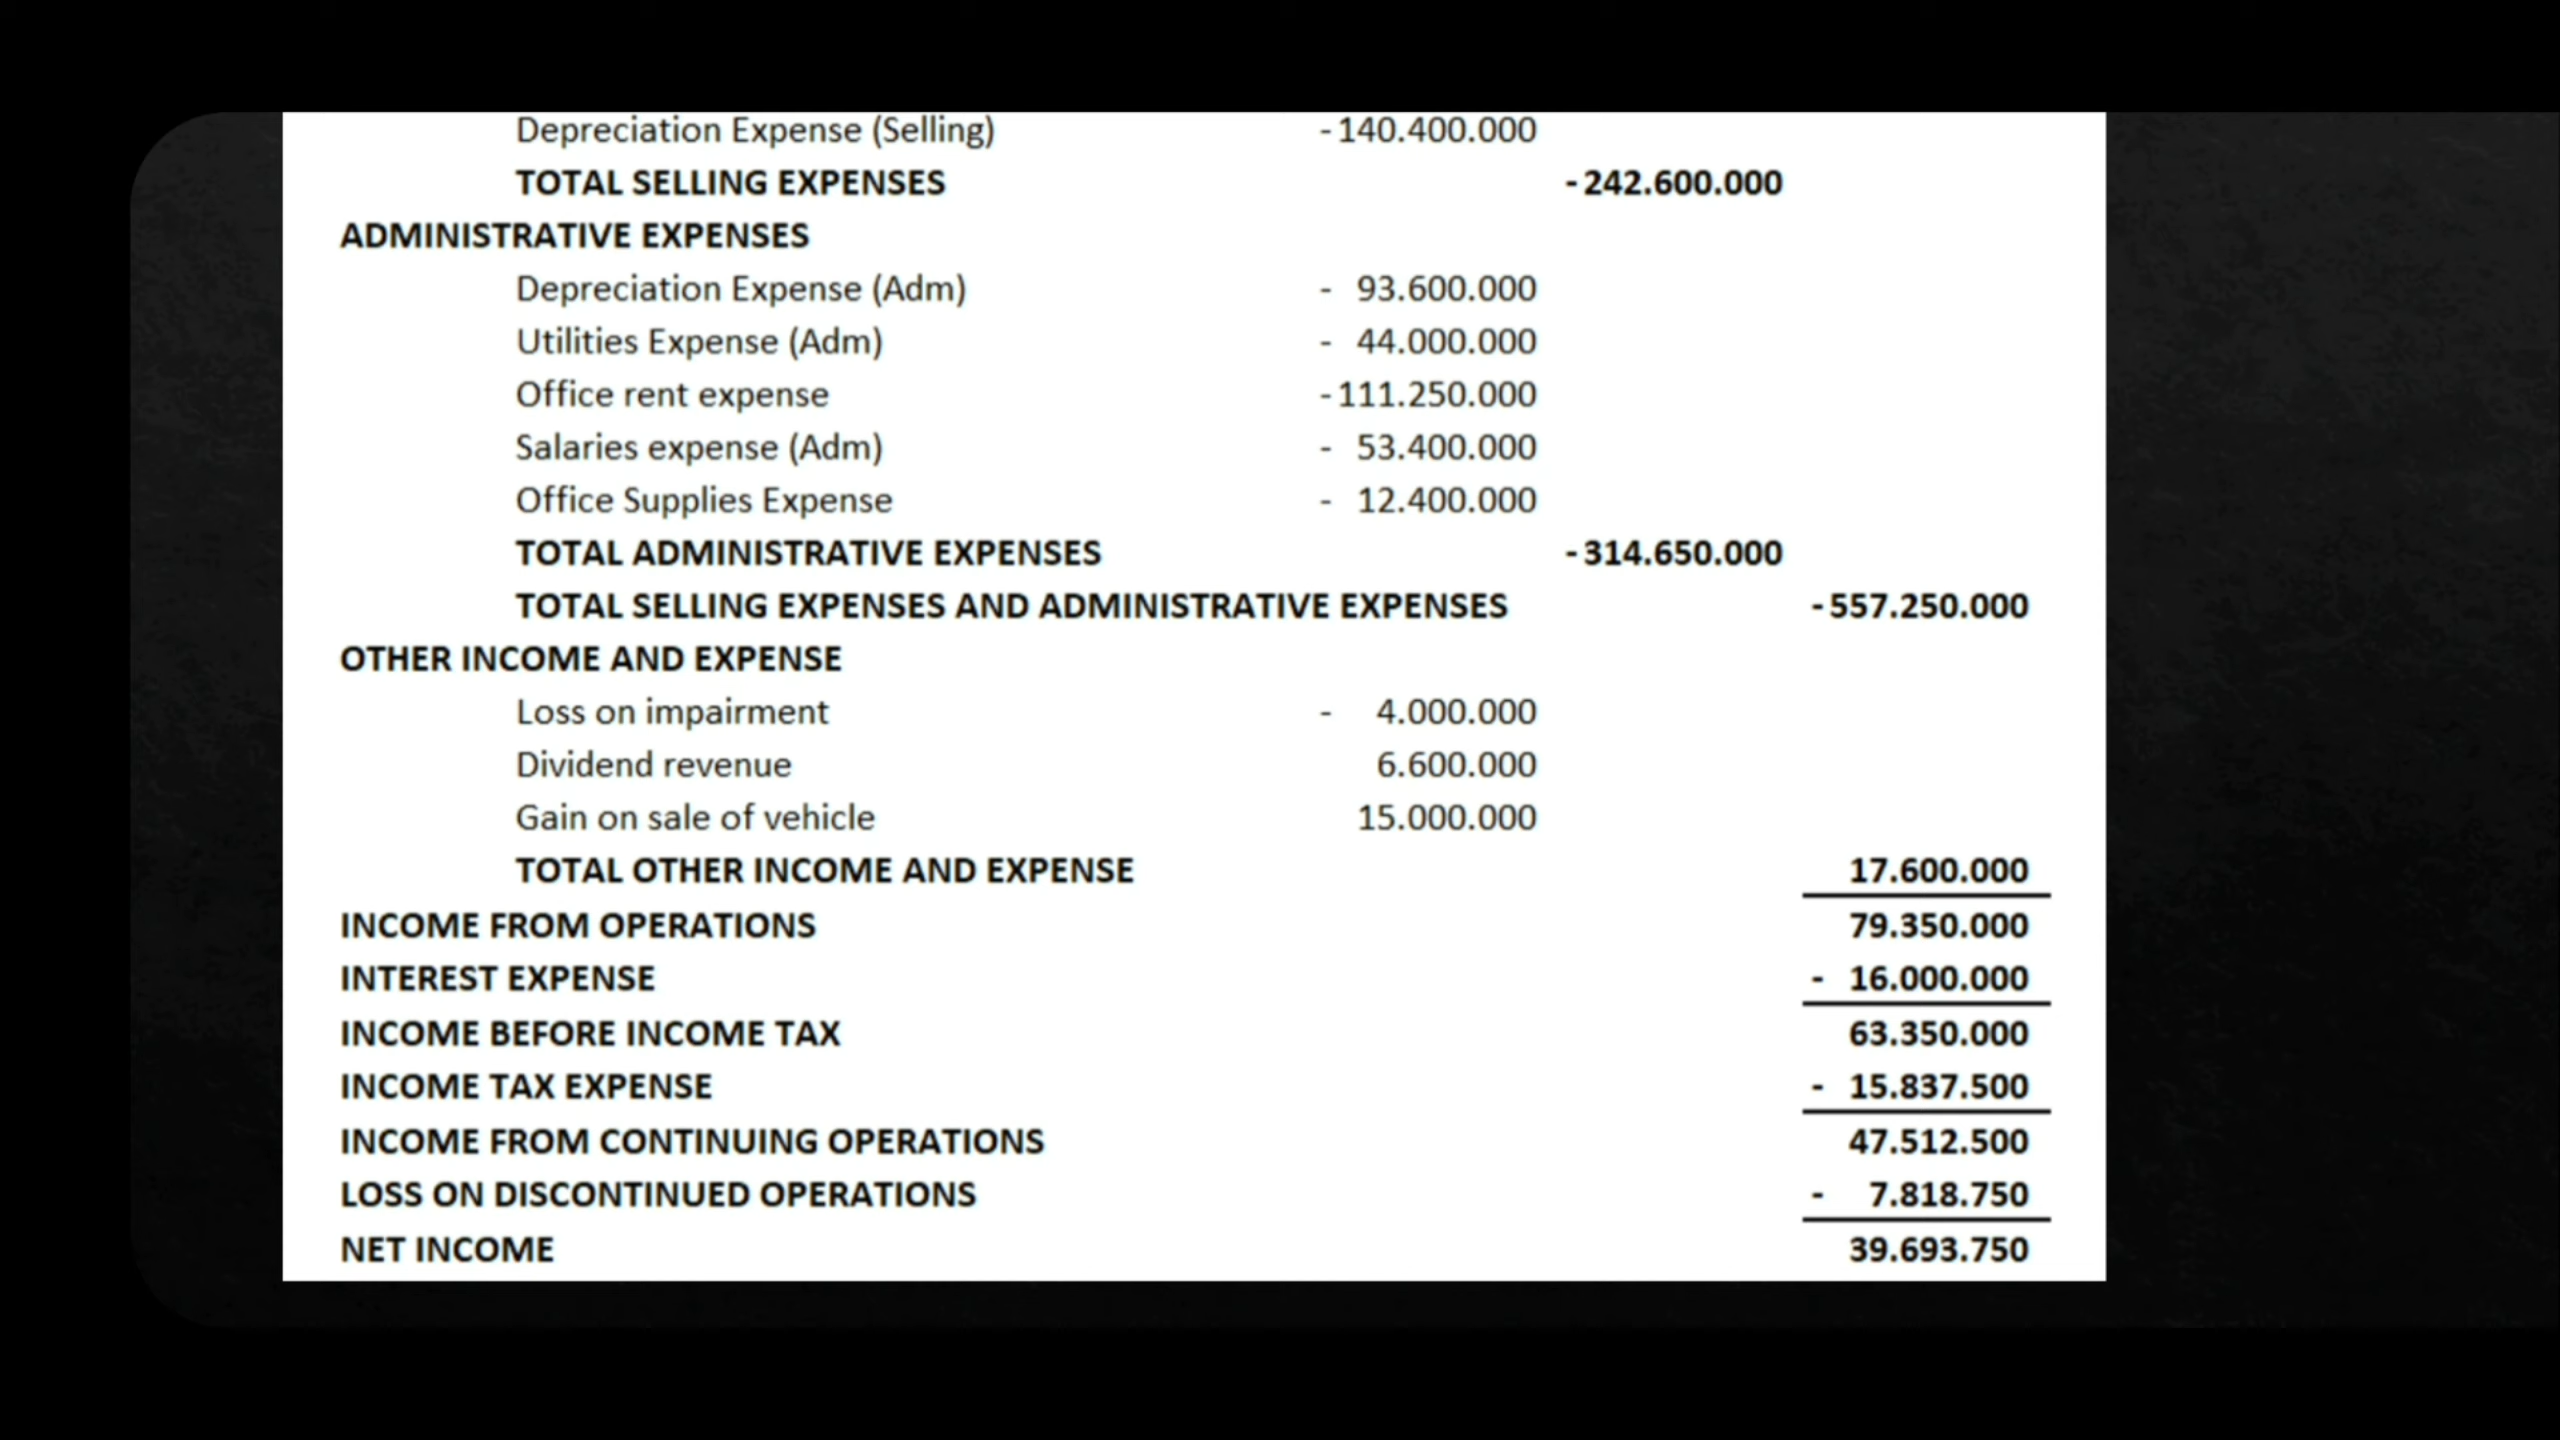 Depreciation Expense (Selling) -140.400.000
TOTAL SELLING EXPENSES -242.600.000
ADMINISTRATIVE EXPENSES
Depreciation Expense (Adm) - 93.600.000
Utilities Expense (Adm) - 44.000.000
Office rent expense -111.250.000
Salaries expense (Adm) - 53.400.000
Office Supplies Expense - 12.400.000
TOTAL ADMINISTRATIVE EXPENSES -314.650.000
TOTAL SELLING EXPENSES AND ADMINISTRATIVE EXPENSES -557.250.000
OTHER INCOME AND EXPENSE
Loss on impairment - 4.000.000
Dividend revenue 6.600.000
Gain on sale of vehicle 15.000.000
TOTAL OTHER INCOME AND EXPENSE 17.600.000
INCOME FROM OPERATIONS 79.350.000
INTEREST EXPENSE - 16.000.000
INCOME BEFORE INCOME TAX 63.350.000
INCOME TAX EXPENSE - 15.837.500
INCOME FROM CONTINUING OPERATIONS 47.512.500
LOSS ON DISCONTINUED OPERATIONS - 7.818.750
NET INCOME 39.693.750